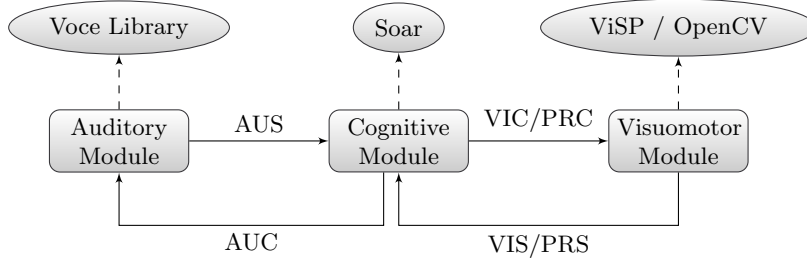 Voce Library
Soar
ViSP / OpenCV
Auditory
Module
AUS
Cognitive
Module
VIC/PRC
Visuomotor
Module
AUC
VIS/PRS